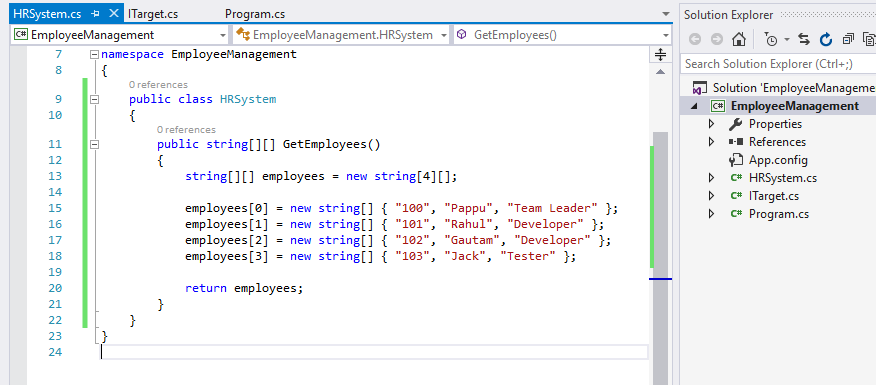 HRSystem.cs ITarget.cs Program.cs
EmployeeManagement EmployeeManagement.HRSystem GetEmployees()
7 namespace EmployeeManagement
8 {
0 references
9 public class HRSystem
10 {
0 references
11 public string[][] GetEmployees()
12 {
13 string[][] employees = new string[4][];
14
15 employees[0] = new string[] { "100", "Pappu", "Team Leader" };
16 employees[1] = new string[] { "101", "Rahul", "Developer" };
17 employees[2] = new string[] { "102", "Gautam", "Developer" };
18 employees[3] = new string[] { "103", "Jack", "Tester" };
19
20 return employees;
21 }
22 }
23 }
24
Solution Explorer
Search Solution Explorer (Ctrl+;)
Solution 'EmployeeManageme
C# EmployeeManagement
Properties
References
App.config
C# HRSystem.cs
C# ITarget.cs
C# Program.cs